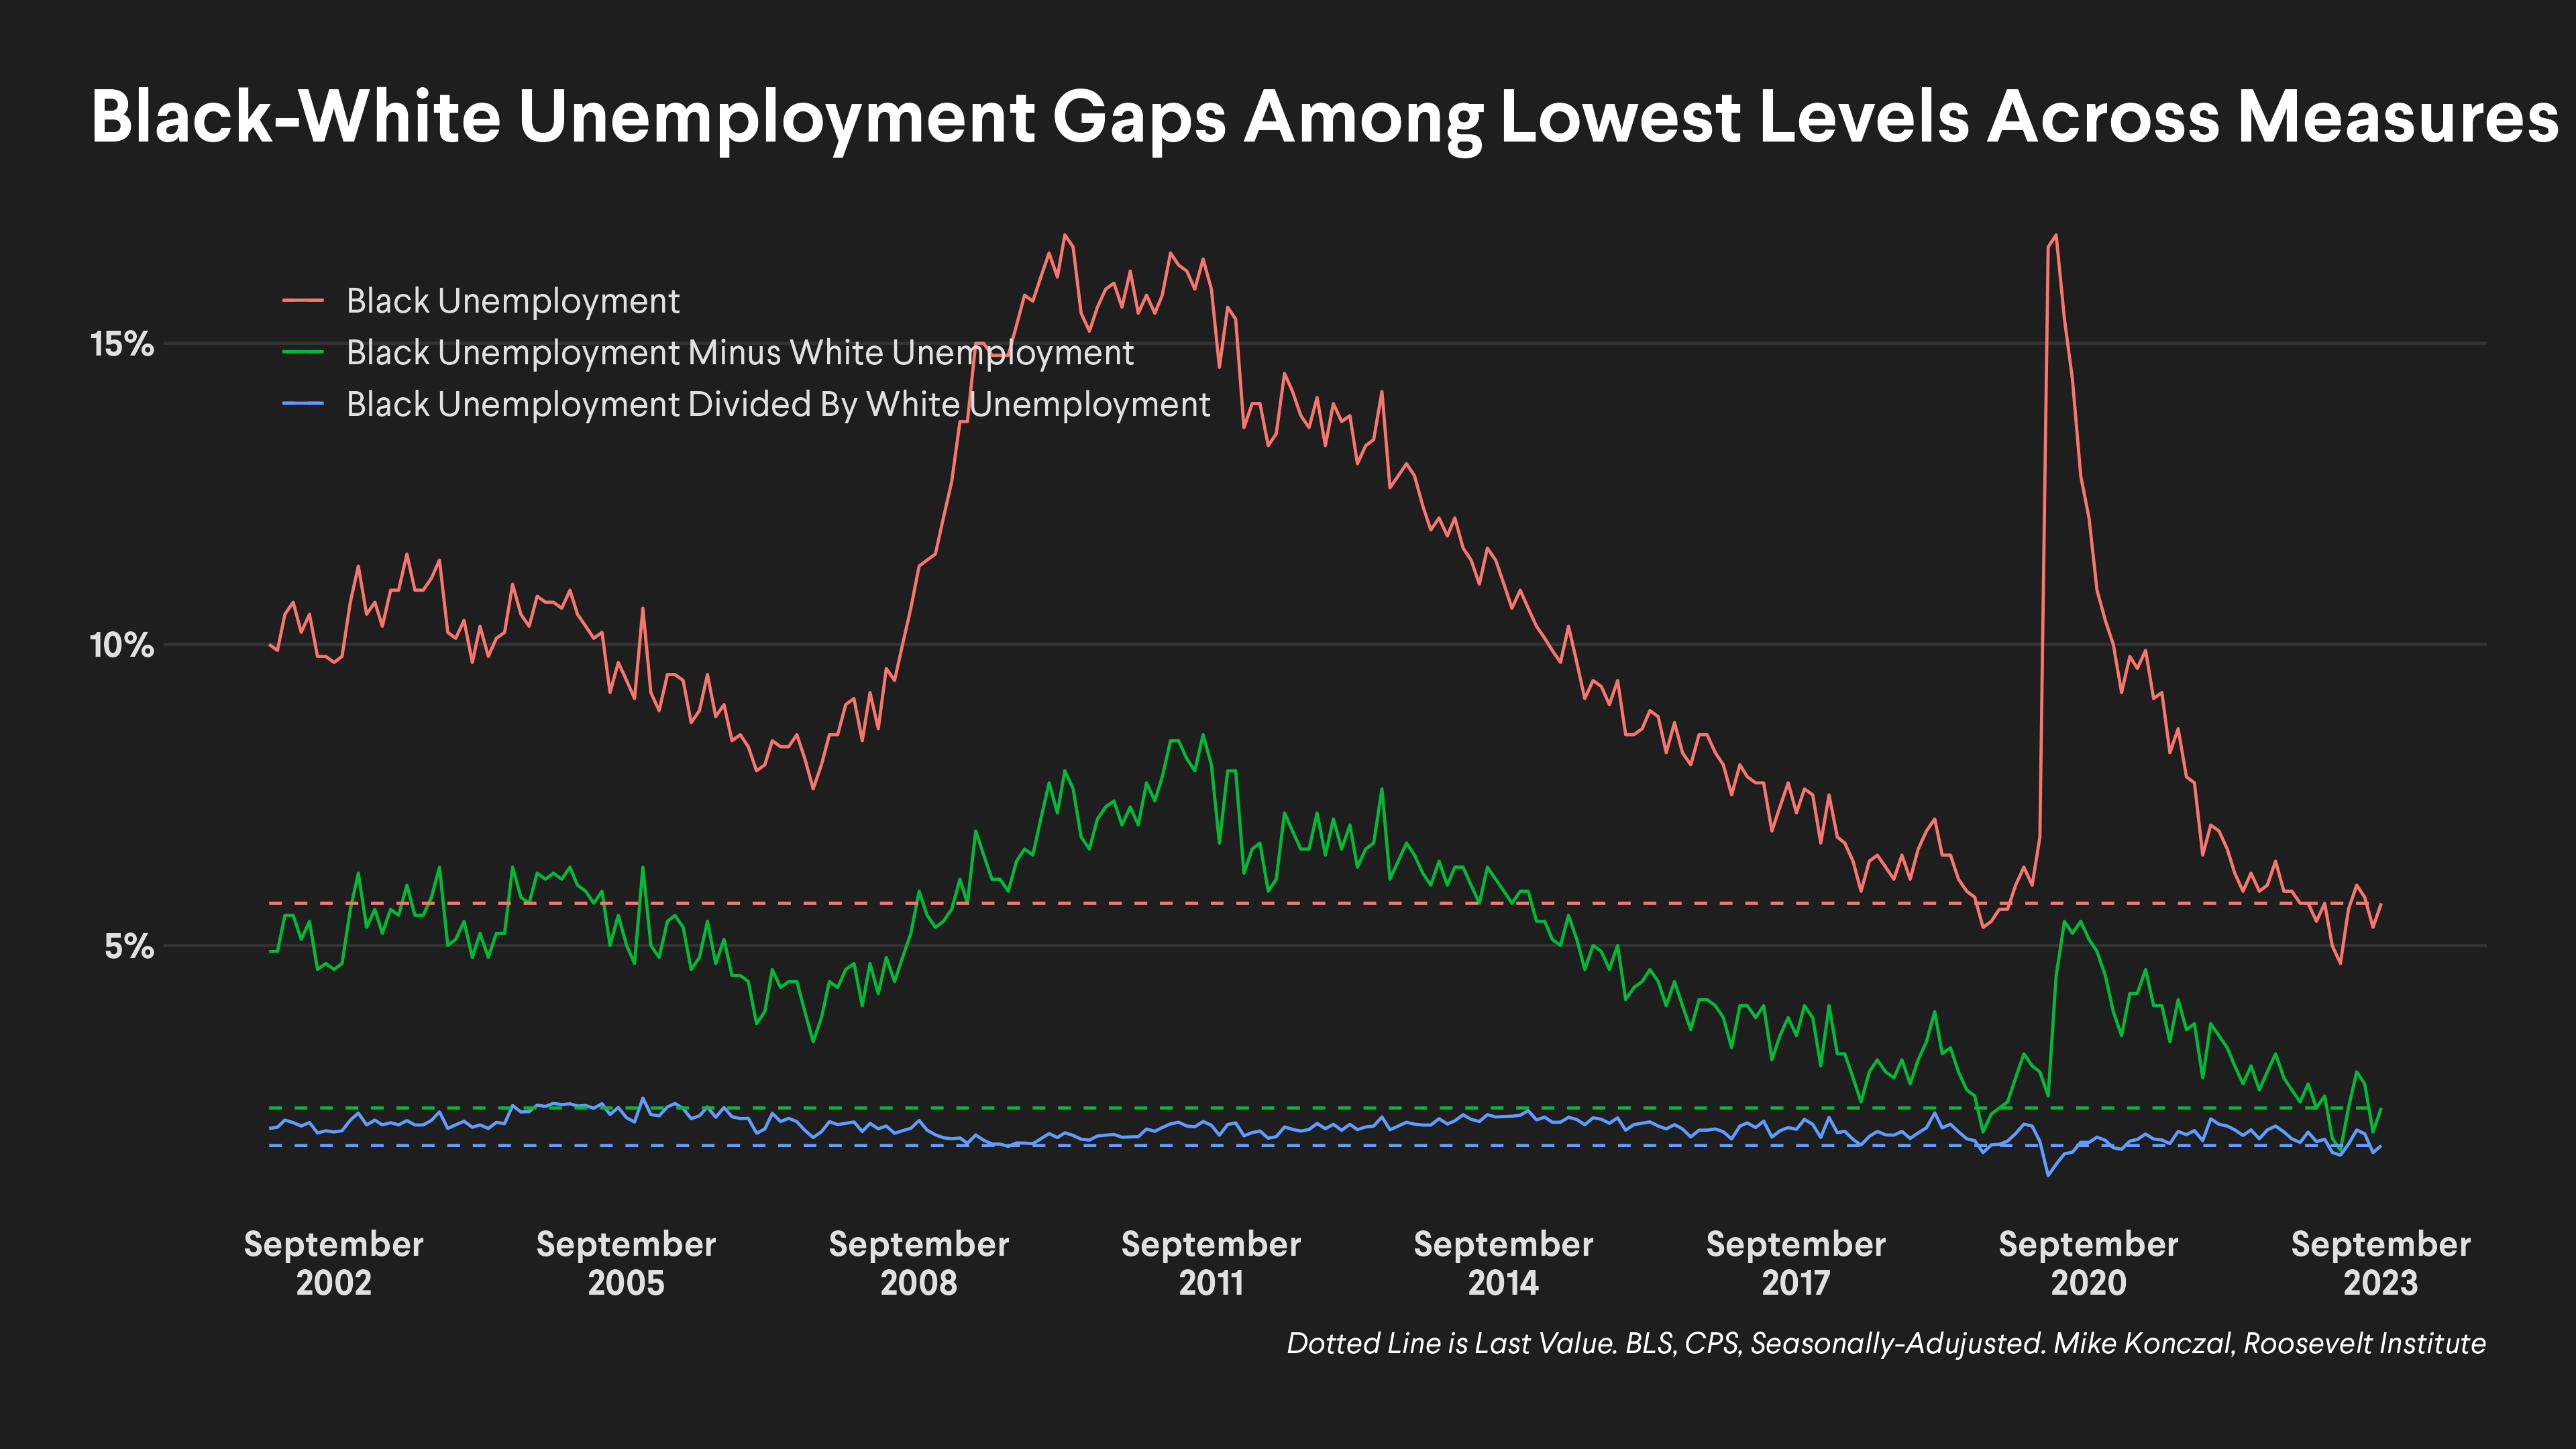 Black-White Unemployment Gaps Among Lowest Levels Across Measures
Black Unemployment
15%
Black Unemployment Minus White Unemployment
Black Unemployment Divided By White Unemployment
10%
5%
September 2002
September 2005
September 2008
September 2011
September 2014
September 2017
September 2020
September 2023
Dotted Line is Last Value. BLS, CPS, Seasonally-Adujusted. Mike Konczal, Roosevelt Institute